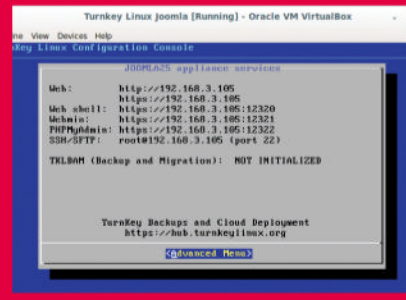 Turnkey Linux Joomla [Running] - Oracle VM VirtualBox
ne View Devices Help
Key Linux Configuration Console
JOOMLA25 appliance services
Web: http://192.168.3.105
https://192.168.3.105
Web shell: https://192.168.3.105:12320
Webmin: https://192.168.3.105:12321
PHPMyAdmin: https://192.168.3.105:12322
SSH/SFTP: root@192.168.3.105 (port 22)
TKLBAM (Backup and Migration): NOT INITIALIZED
TurnKey Backups and Cloud Deployment
https://hub.turnkeylinux.org
<Advanced Menu>